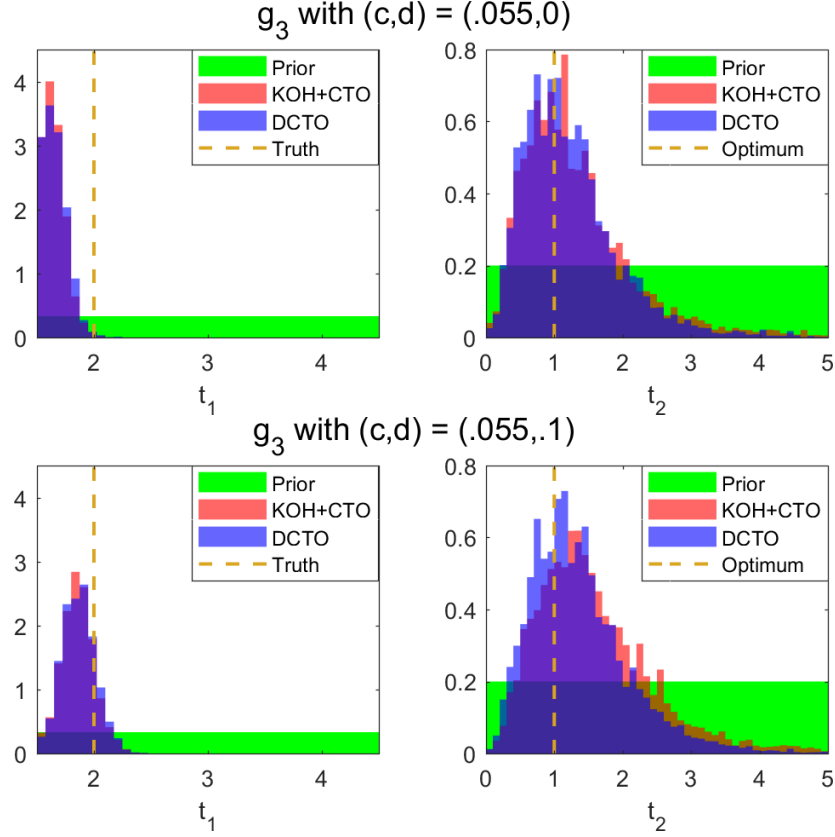 g3 with (c,d) = (.055,0)
4
3
2
1
0
2
3
4
t1
Prior
KOH+CTO
DCTO
Truth
0.8
0.6
0.4
0.2
0
0
1
2
3
4
5
t2
Prior
KOH+CTO
DCTO
Optimum
g3 with (c,d) = (.055,.1)
4
3
2
1
0
2
3
4
t1
Prior
KOH+CTO
DCTO
Truth
0.8
0.6
0.4
0.2
0
0
1
2
3
4
5
t2
Prior
KOH+CTO
DCTO
Optimum